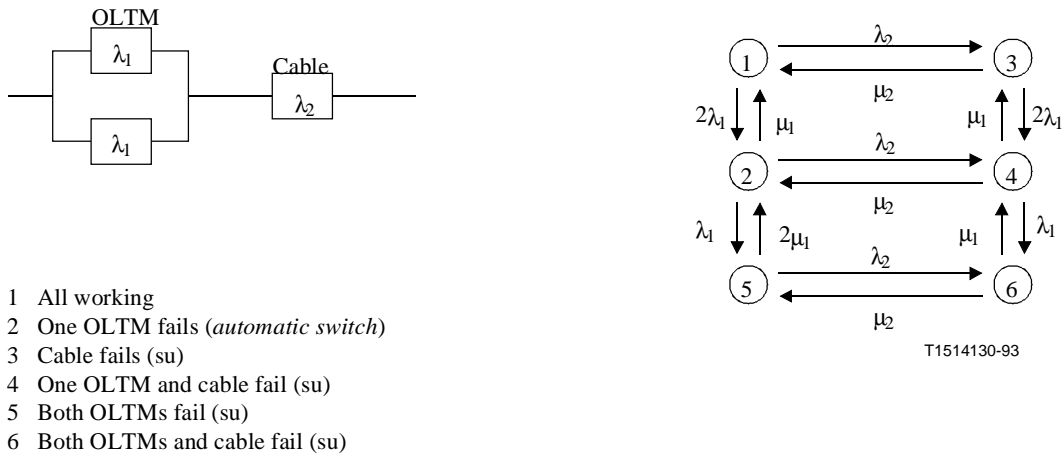 OLTM
λ1
Cable
λ2
λ1
1 All working
2 One OLTM fails (automatic switch)
3 Cable fails (su)
4 One OLTM and cable fail (su)
5 Both OLTMs fail (su)
6 Both OLTMs and cable fail (su)
λ2
1
3
μ2
2λ1
μ1
μ1
2λ1
λ2
2
4
μ2
λ1
2μ1
μ1
λ1
λ2
5
6
μ2
T1514130-93